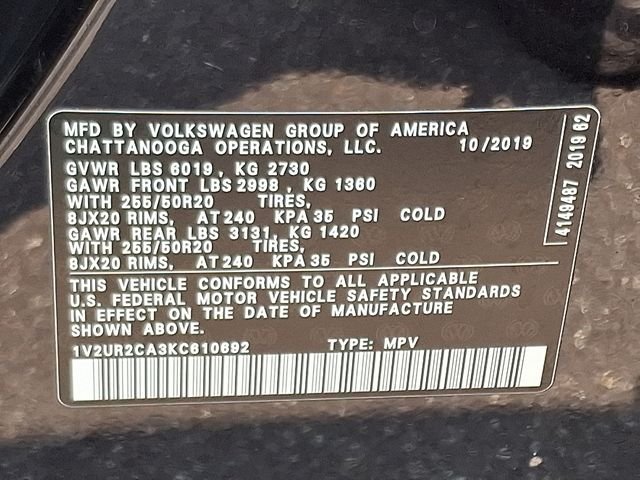 MFD BY VOLKSWAGEN GROUP OF AMERICA
CHATTANOOGA OPERATIONS, LLC. 10/2019
GVWR LBS 6019, KG 2730
GAWR FRONT LBS 2998, KG 1360
WITH 255/50R20 TIRES,
8JX20 RIMS, AT 240 KPA 35 PSI COLD
GAWR REAR LBS 3131, KG 1420
WITH 255/50R20 TIRES,
8JX20 RIMS, AT 240 KPA 35 PSI COLD
THIS VEHICLE CONFORMS TO ALL APPLICABLE
U.S. FEDERAL MOTOR VEHICLE SAFETY STANDARDS
IN EFFECT ON THE DATE OF MANUFACTURE
SHOWN ABOVE.
1V2UR2CA3KC610692 TYPE: MPV
4149487 2019 62